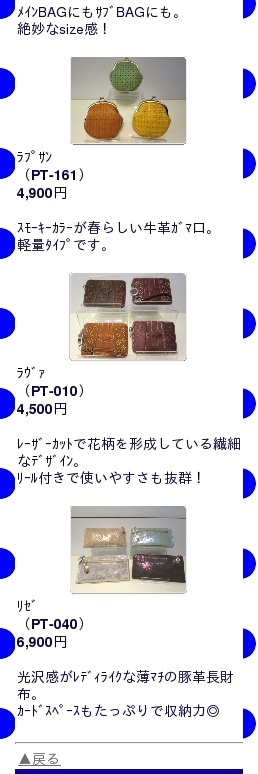 ﾒｲﾝBAGにもｻﾌﾞBAGにも。
絶妙なsize感！
ﾗﾌﾟｻﾝ
（PT-161）
4,900円
ｽﾓｰｷｰｶﾗｰが春らしい牛革ｶﾞﾏ口。
軽量ﾀｲﾌﾟです。
ﾗｳﾞｧ
（PT-010）
4,500円
ﾚｰｻﾞｰｶｯﾄで花柄を形成している繊細
なﾃﾞｻﾞｲﾝ。
ﾘｰﾙ付きで使いやすさも抜群！
ﾘｾﾞ
（PT-040）
6,900円
光沢感がﾚﾃﾞｨﾗｲｸな薄ﾏﾁの豚革長財
布。
ｶｰﾄﾞｽﾍﾟｰｽもたっぷりで収納力◎
▲戻る